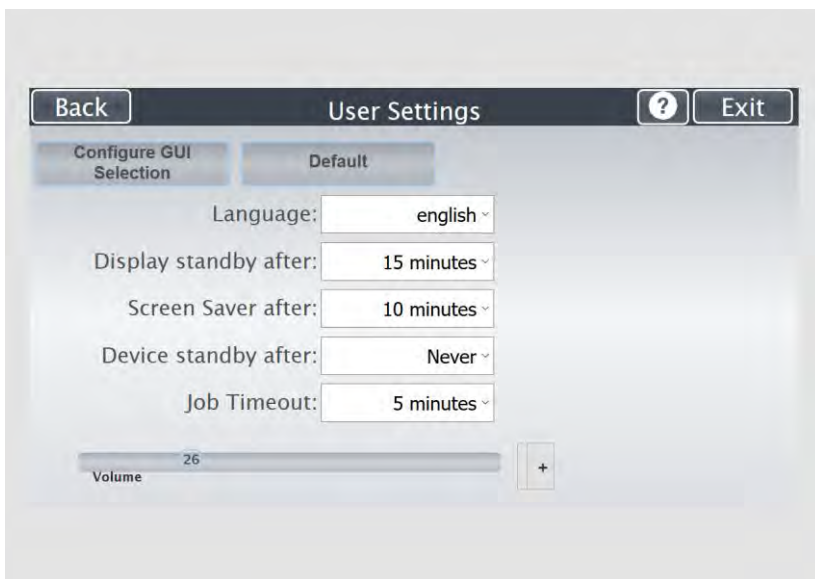 Back User Settings ? Exit
Configure GUI
Selection
Default
Language: english
Display standby after: 15 minutes
Screen Saver after: 10 minutes
Device standby after: Never
Job Timeout: 5 minutes
26
Volume
+